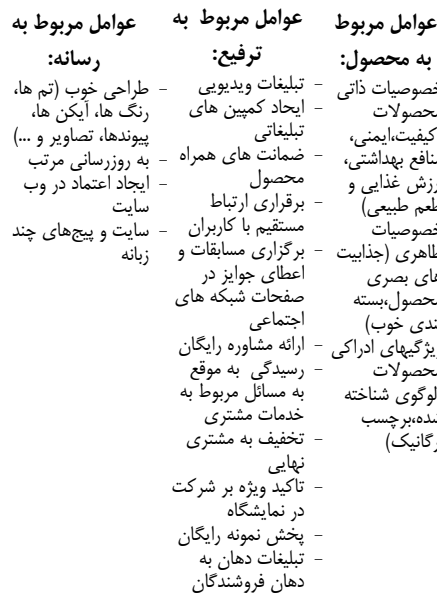 عوامل مربوط
به محصول:
خصوصیات ذاتی
محصولات
کیفیت،ایمنی،
منافع بهداشتی،
رزش غذایی و
طعم طبیعی)
خصوصیات
ظاهری (جذابیت
های بصری
محصول،بسته
بندی خوب)
ویژگیهای ادراکی
محصولات
لوگوی شناخته
شده،برچسب
رگانیک)
عوامل مربوط به
ترفیع:
- تبلیغات ویدیویی
- ایجاد کمپین های
تبلیغاتی
- ضمانت های همراه
محصول
- برقراری ارتباط
مستقیم با کاربران
- برگزاری مسابقات و
اعطای جوایز در
صفحات شبکه های
اجتماعی
- ارائه مشاوره رایگان
- رسیدگی به موقع
به مسائل مربوط به
خدمات مشتری
- تخفیف به مشتری
نهایی
- تاکید ویژه بر شرکت
در نمایشگاه
- پخش نمونه رایگان
- تبلیغات دهان به
دهان فروشندگان
عوامل مربوط به
رسانه:
- طراحی خوب (تم ها،
رنگ ها، آیکن ها،
پیوندها، تصاویر و ...)
- به روزرسانی مرتب
- ایجاد اعتماد در وب
سایت
- سایت و پیج‌های چند
زبانه